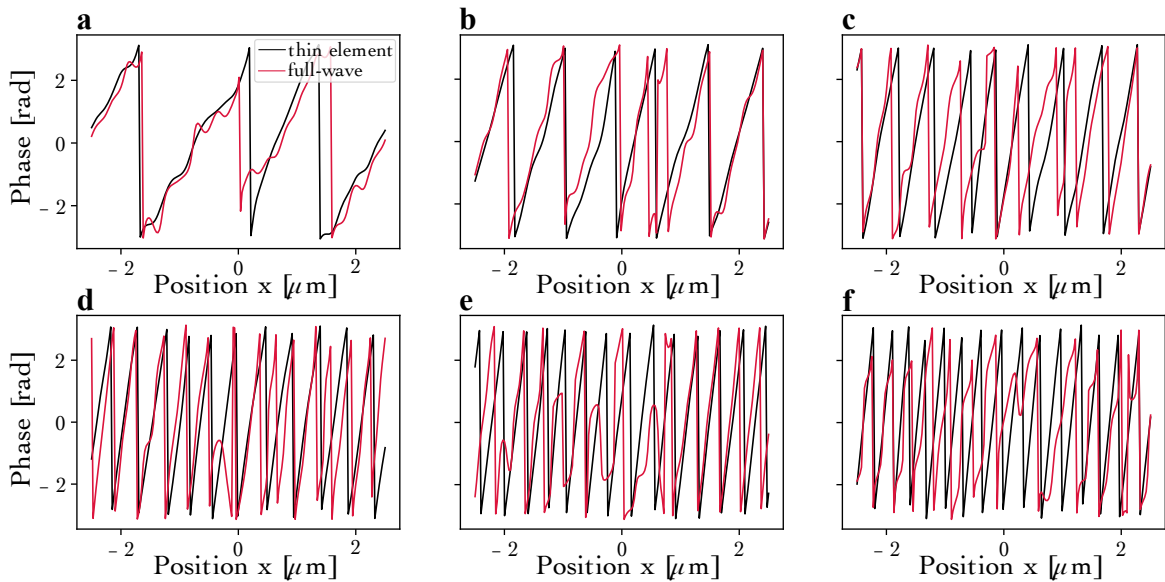 a
b
c
thin element
full-wave
Phase [rad]
2
0
− 2
− 2
0
2
− 2
0
2
− 2
0
2
Position x [μm]
Position x [μm]
Position x [μm]
d
e
f
Phase [rad]
2
0
− 2
− 2
0
2
− 2
0
2
− 2
0
2
Position x [μm]
Position x [μm]
Position x [μm]